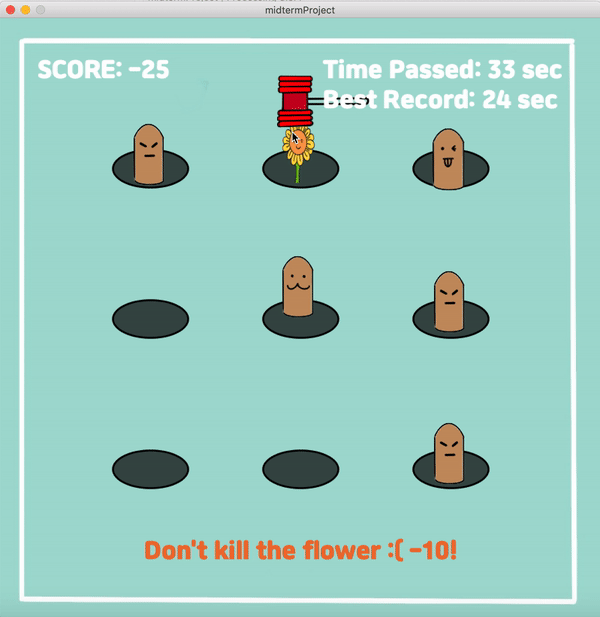 midtermProject
SCORE: -25
Time Passed: 33 sec
Best Record: 24 sec
Don't kill the flower :( -10!